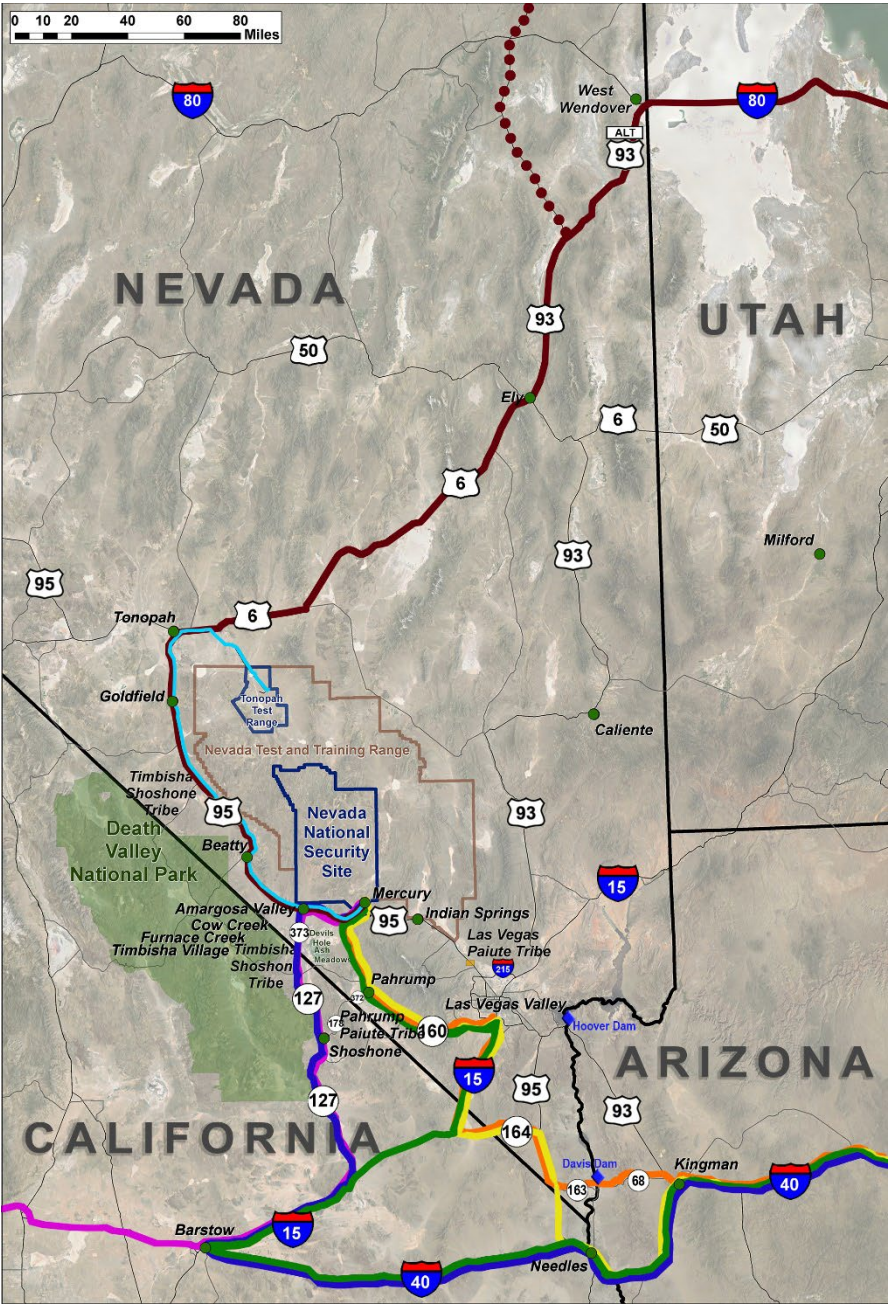 0 10 20 40 60 80
Miles
80
West
Wendover
80
ALT
93
NEVADA
93
UTAH
50
Ely
6
50
6
93
Milford
95
Tonopah
6
Goldfield
Tonopah
Test
Range
Caliente
Nevada Test and Training Range
Timbisha
Shoshone
Tribe
95
93
Death
Valley
National Park
Nevada
National
Security
Site
Beatty
15
Mercury
Amargosa Valley
95
Indian Springs
Cow Creek
373
Devils
Hole
Ash
Meadows
Furnace Creek
Timbisha Village
Timbisha
Shoshon
Tribe
Las Vegas
Paiute Tribe
215
Pahrump
127
372
Las Vegas Valley
178
Pahrump
Paiute Tribe
160
Hoover Dam
Shoshone
ARIZONA
15
95
127
93
CALIFORNIA
164
Davis Dam
Kingman
163
68
40
Barstow
15
Needles
40